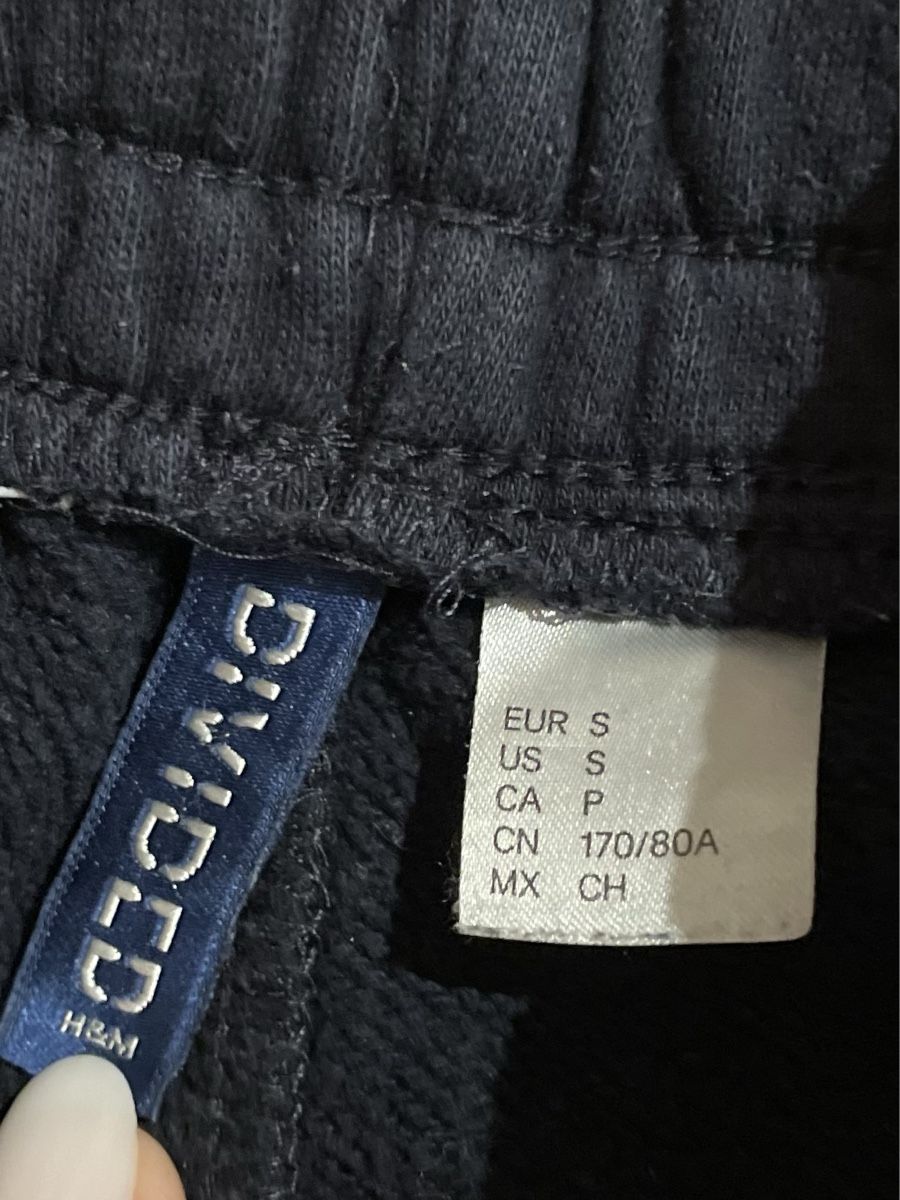 DIVIDED
H&M
EUR S
US S
CA P
CN 170/80A
MX CH